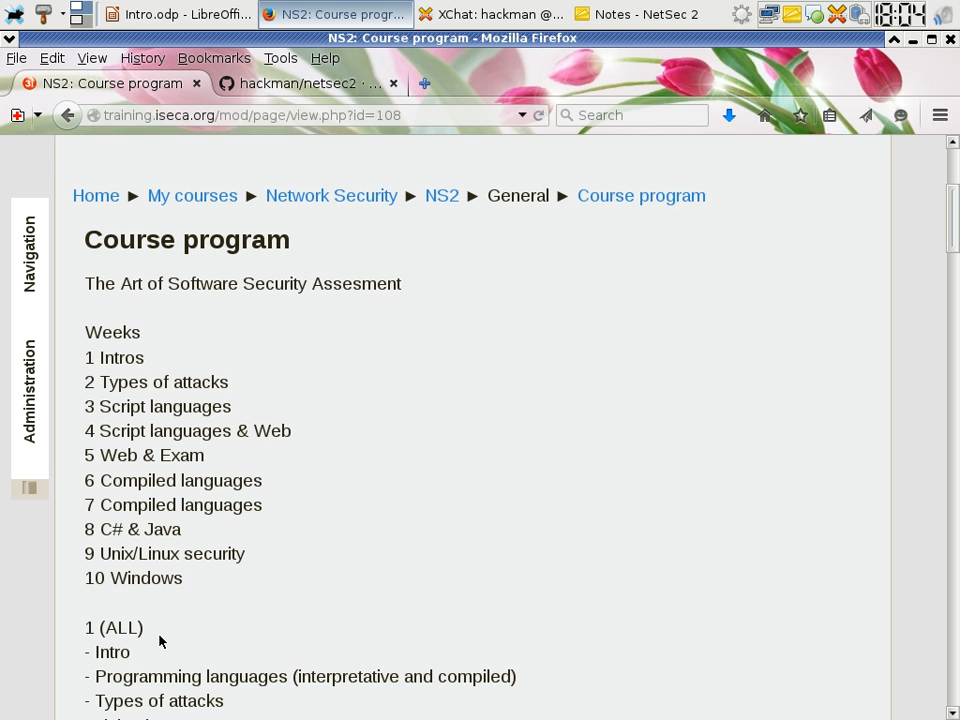 Intro.odp - LibreOffi...
NS2: Course progr...
XChat: hackman @...
Notes - NetSec 2
18:04
NS2: Course program - Mozilla Firefox
File Edit View History Bookmarks Tools Help
NS2: Course program
hackman/netsec2 · ...
training.iseca.org/mod/page/view.php?id=108
Search
Home ► My courses ► Network Security ► NS2 ► General ► Course program
Navigation
Administration
Course program
The Art of Software Security Assesment
Weeks
1 Intros
2 Types of attacks
3 Script languages
4 Script languages & Web
5 Web & Exam
6 Compiled languages
7 Compiled languages
8 C# & Java
9 Unix/Linux security
10 Windows
1 (ALL)
- Intro
- Programming languages (interpretative and compiled)
- Types of attacks